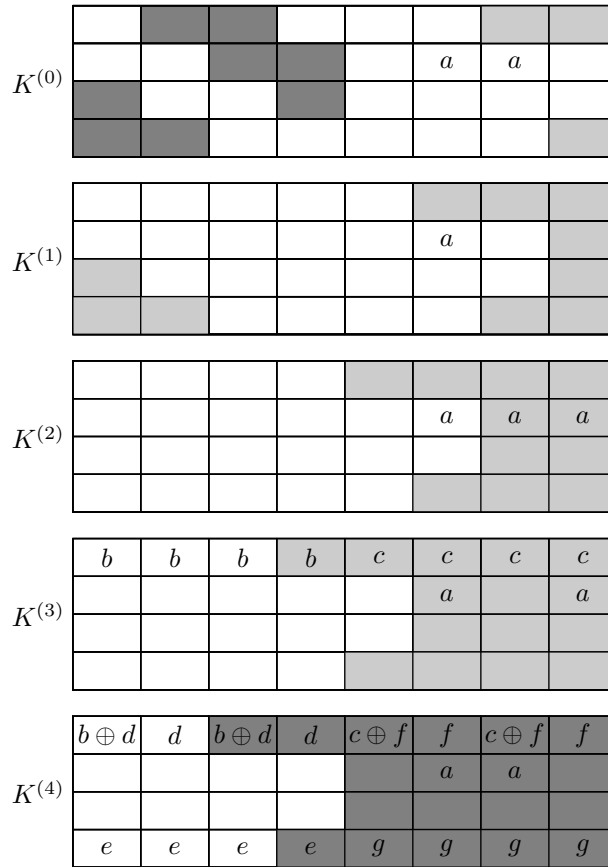 a a
K^{(0)}
a
K^{(1)}
a a a
K^{(2)}
b b b b c c c c
a a
K^{(3)}
b ⊕ d d b ⊕ d d c ⊕ f f c ⊕ f f
a a
K^{(4)}
e e e e g g g g